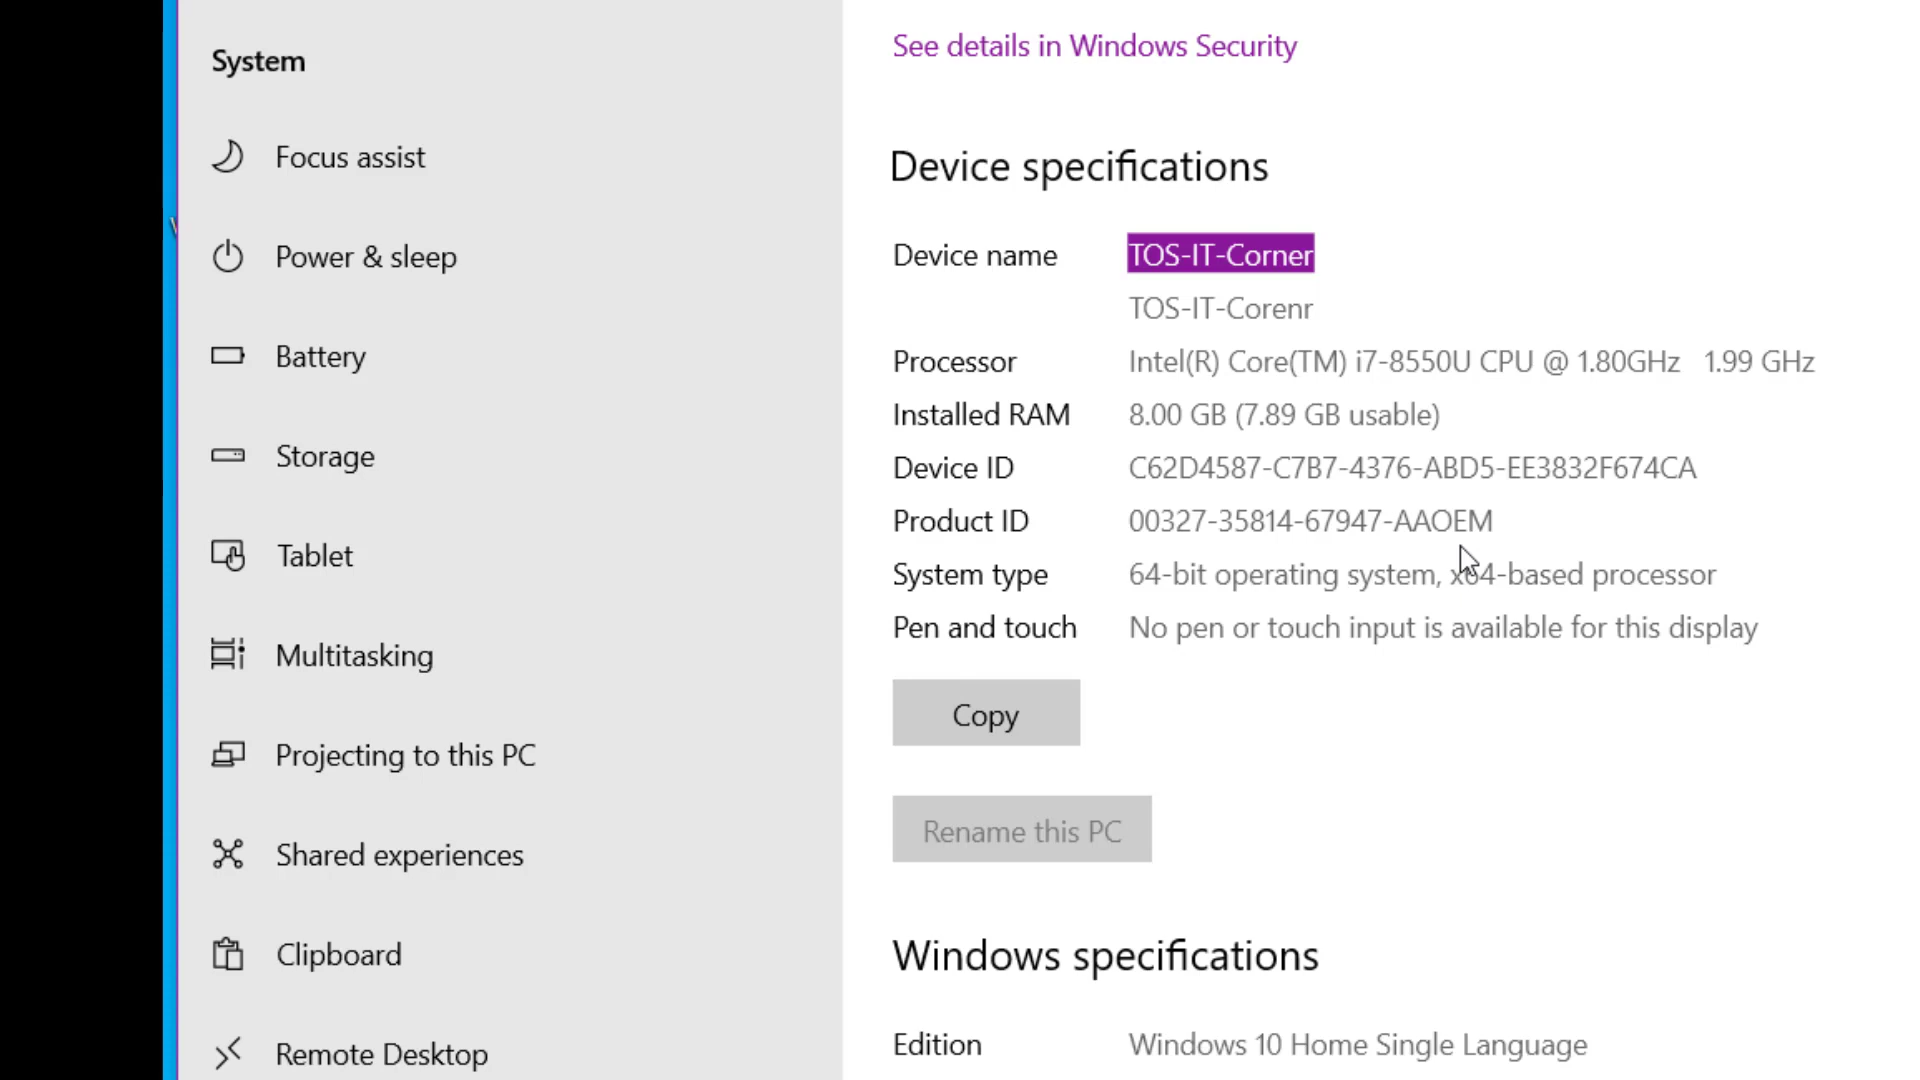 System
Focus assist
Power & sleep
Battery
Storage
Tablet
Multitasking
Projecting to this PC
Shared experiences
Clipboard
Remote Desktop
See details in Windows Security
Device specifications
Device name TOS-IT-Corner
TOS-IT-Corenr
Processor Intel(R) Core(TM) i7-8550U CPU @ 1.80GHz 1.99 GHz
Installed RAM 8.00 GB (7.89 GB usable)
Device ID C62D4587-C7B7-4376-ABD5-EE3832F674CA
Product ID 00327-35814-67947-AAOEM
System type 64-bit operating system, x64-based processor
Pen and touch No pen or touch input is available for this display
Copy
Rename this PC
Windows specifications
Edition Windows 10 Home Single Language